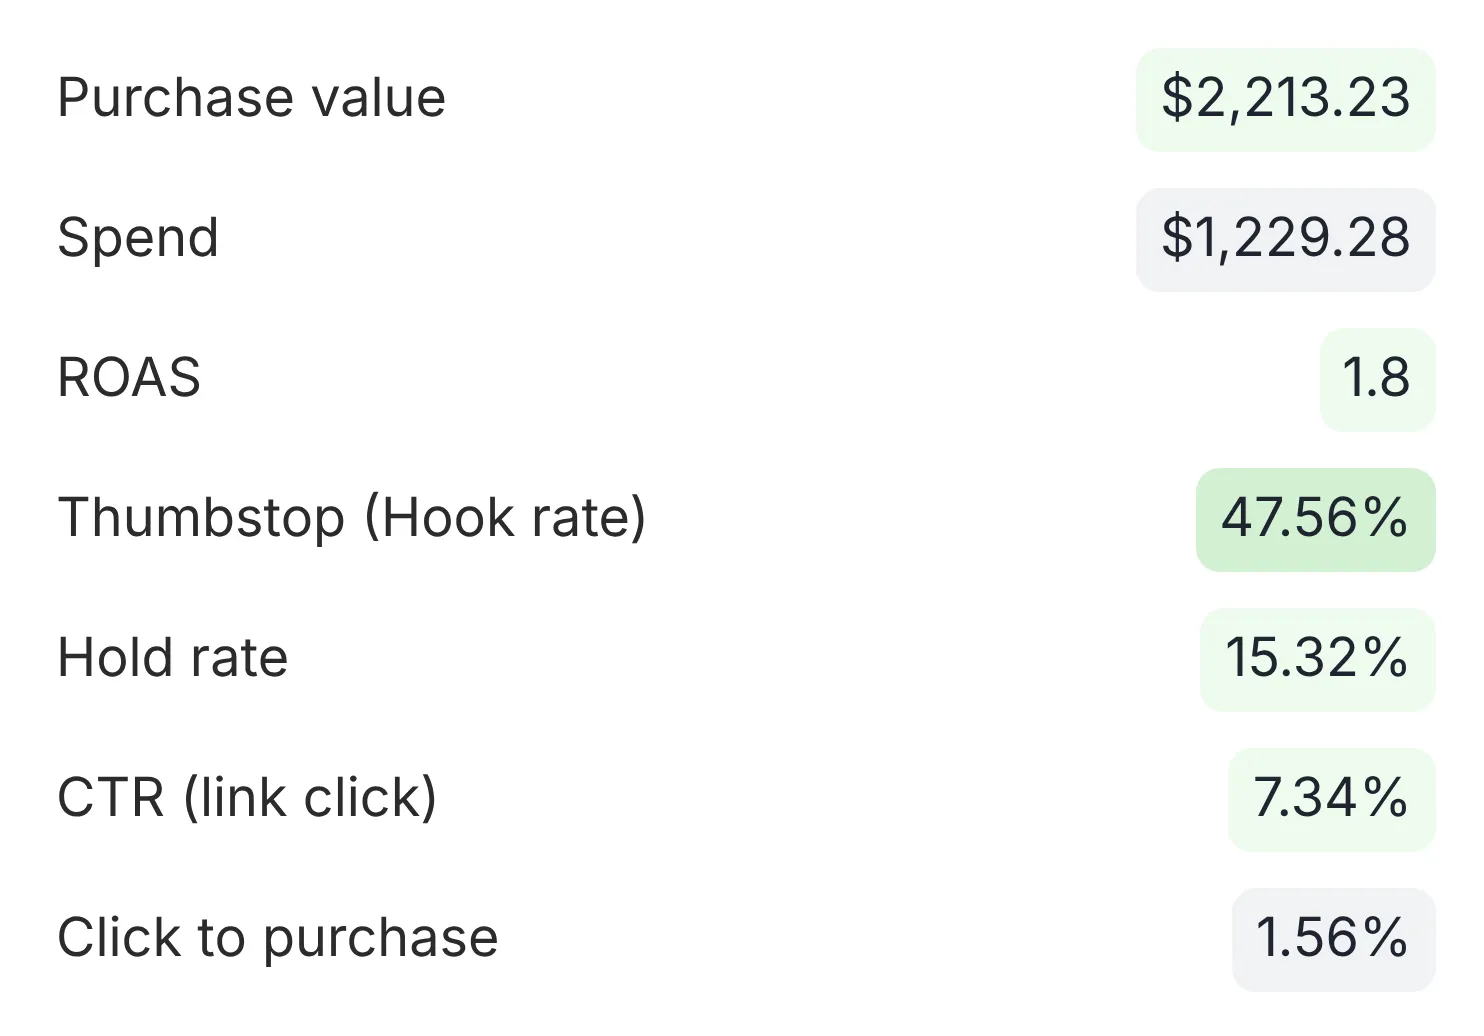 Purchase value $2,213.23
Spend $1,229.28
ROAS 1.8
Thumbstop (Hook rate) 47.56%
Hold rate 15.32%
CTR (link click) 7.34%
Click to purchase 1.56%